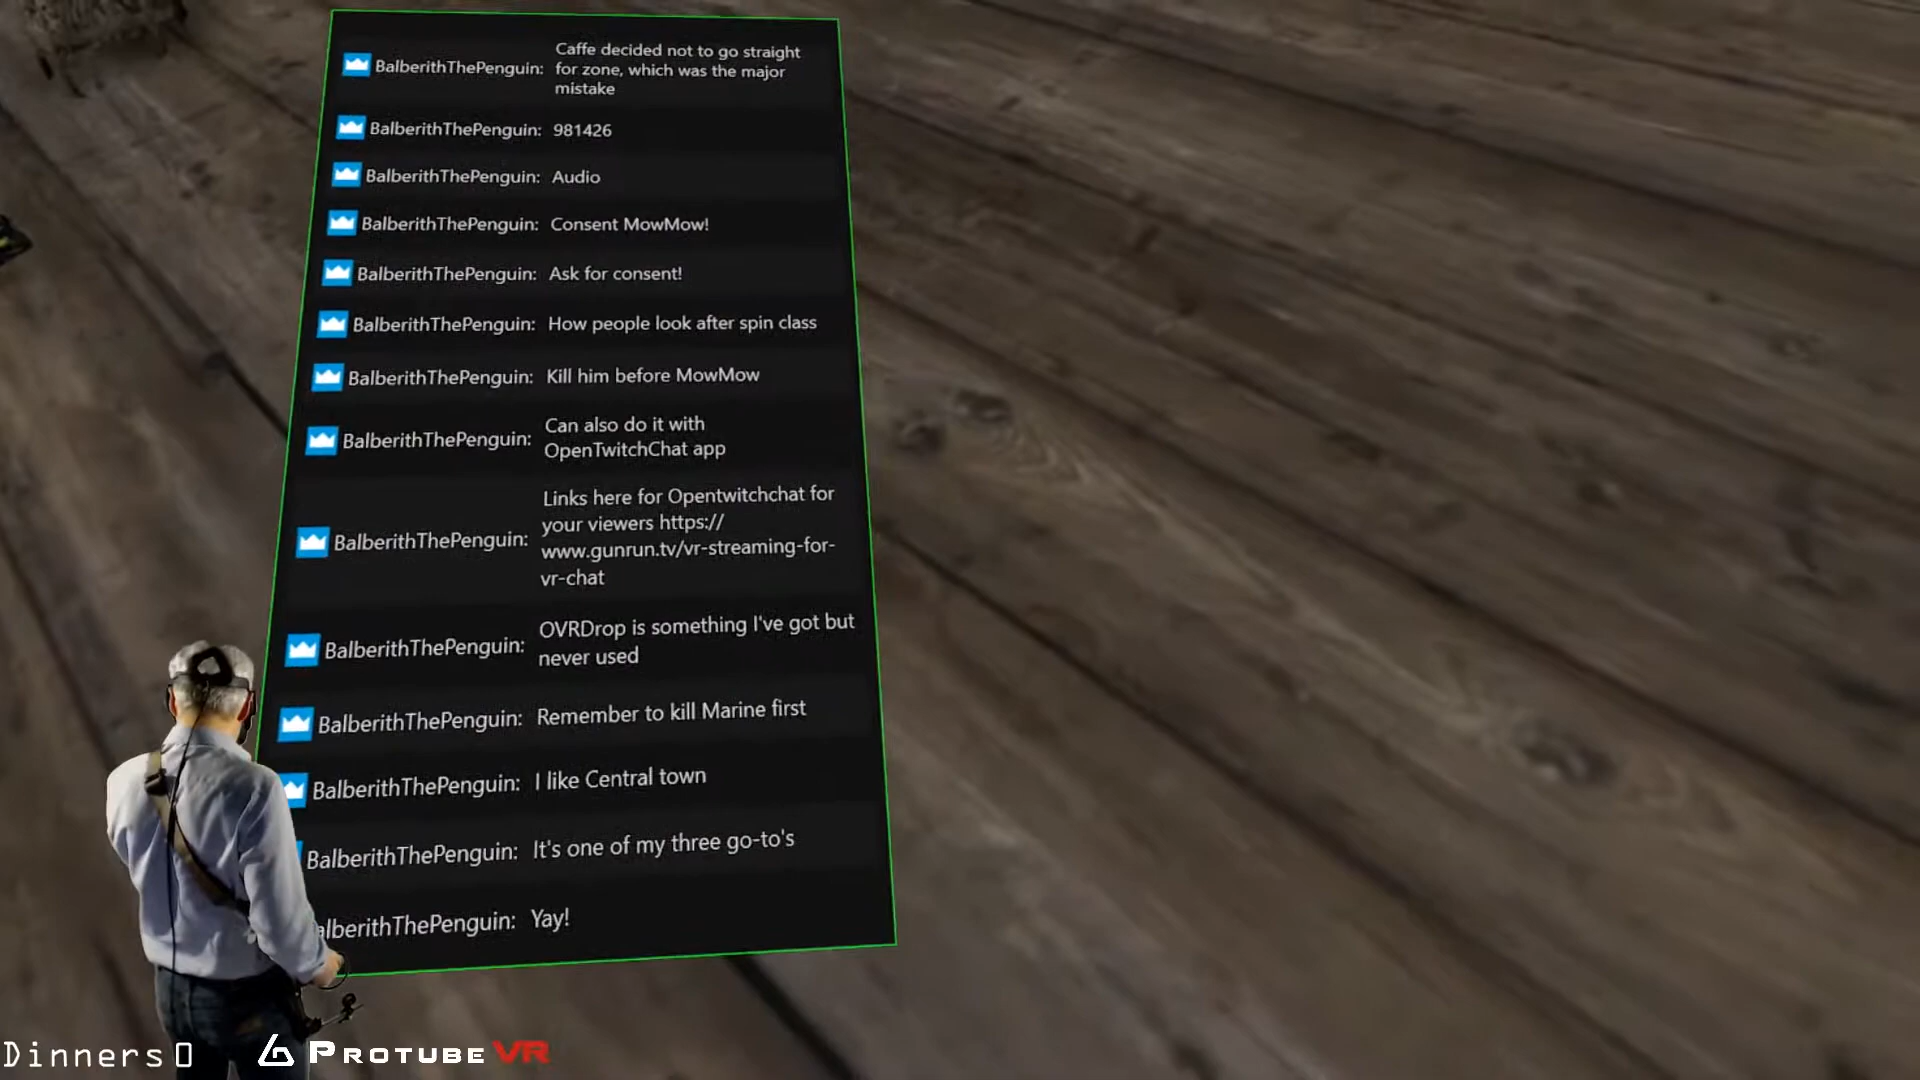 Caffe decided not to go straight
BalberithThePenguin: for zone, which was the major
mistake
BalberithThePenguin: 981426
BalberithThePenguin: Audio
BalberithThePenguin: Consent MowMow!
BalberithThePenguin: Ask for consent!
BalberithThePenguin: How people look after spin class
BalberithThePenguin: Kill him before MowMow
BalberithThePenguin: Can also do it with
OpenTwitchChat app
BalberithThePenguin: Links here for Opentwitchchat for
your viewers https://
www.gunrun.tv/vr-streaming-for-
vr-chat
BalberithThePenguin: OVRDrop is something I've got but
never used
BalberithThePenguin: Remember to kill Marine first
BalberithThePenguin: I like Central town
BalberithThePenguin: It's one of my three go-to's
alberithThePenguin: Yay!
Dinners
PROTUBEVR